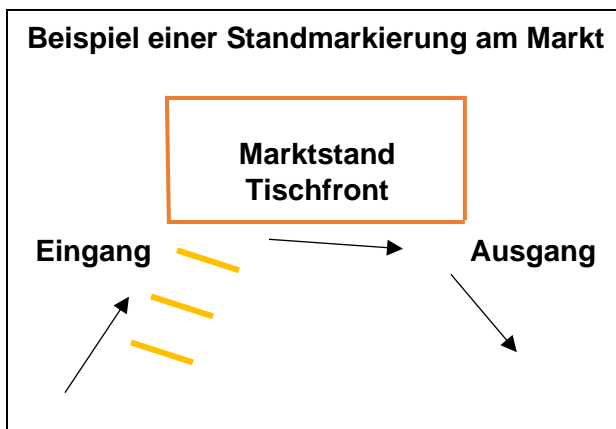 Beispiel einer Standmarkierung am Markt
Marktstand
Tischfront
Eingang
Ausgang